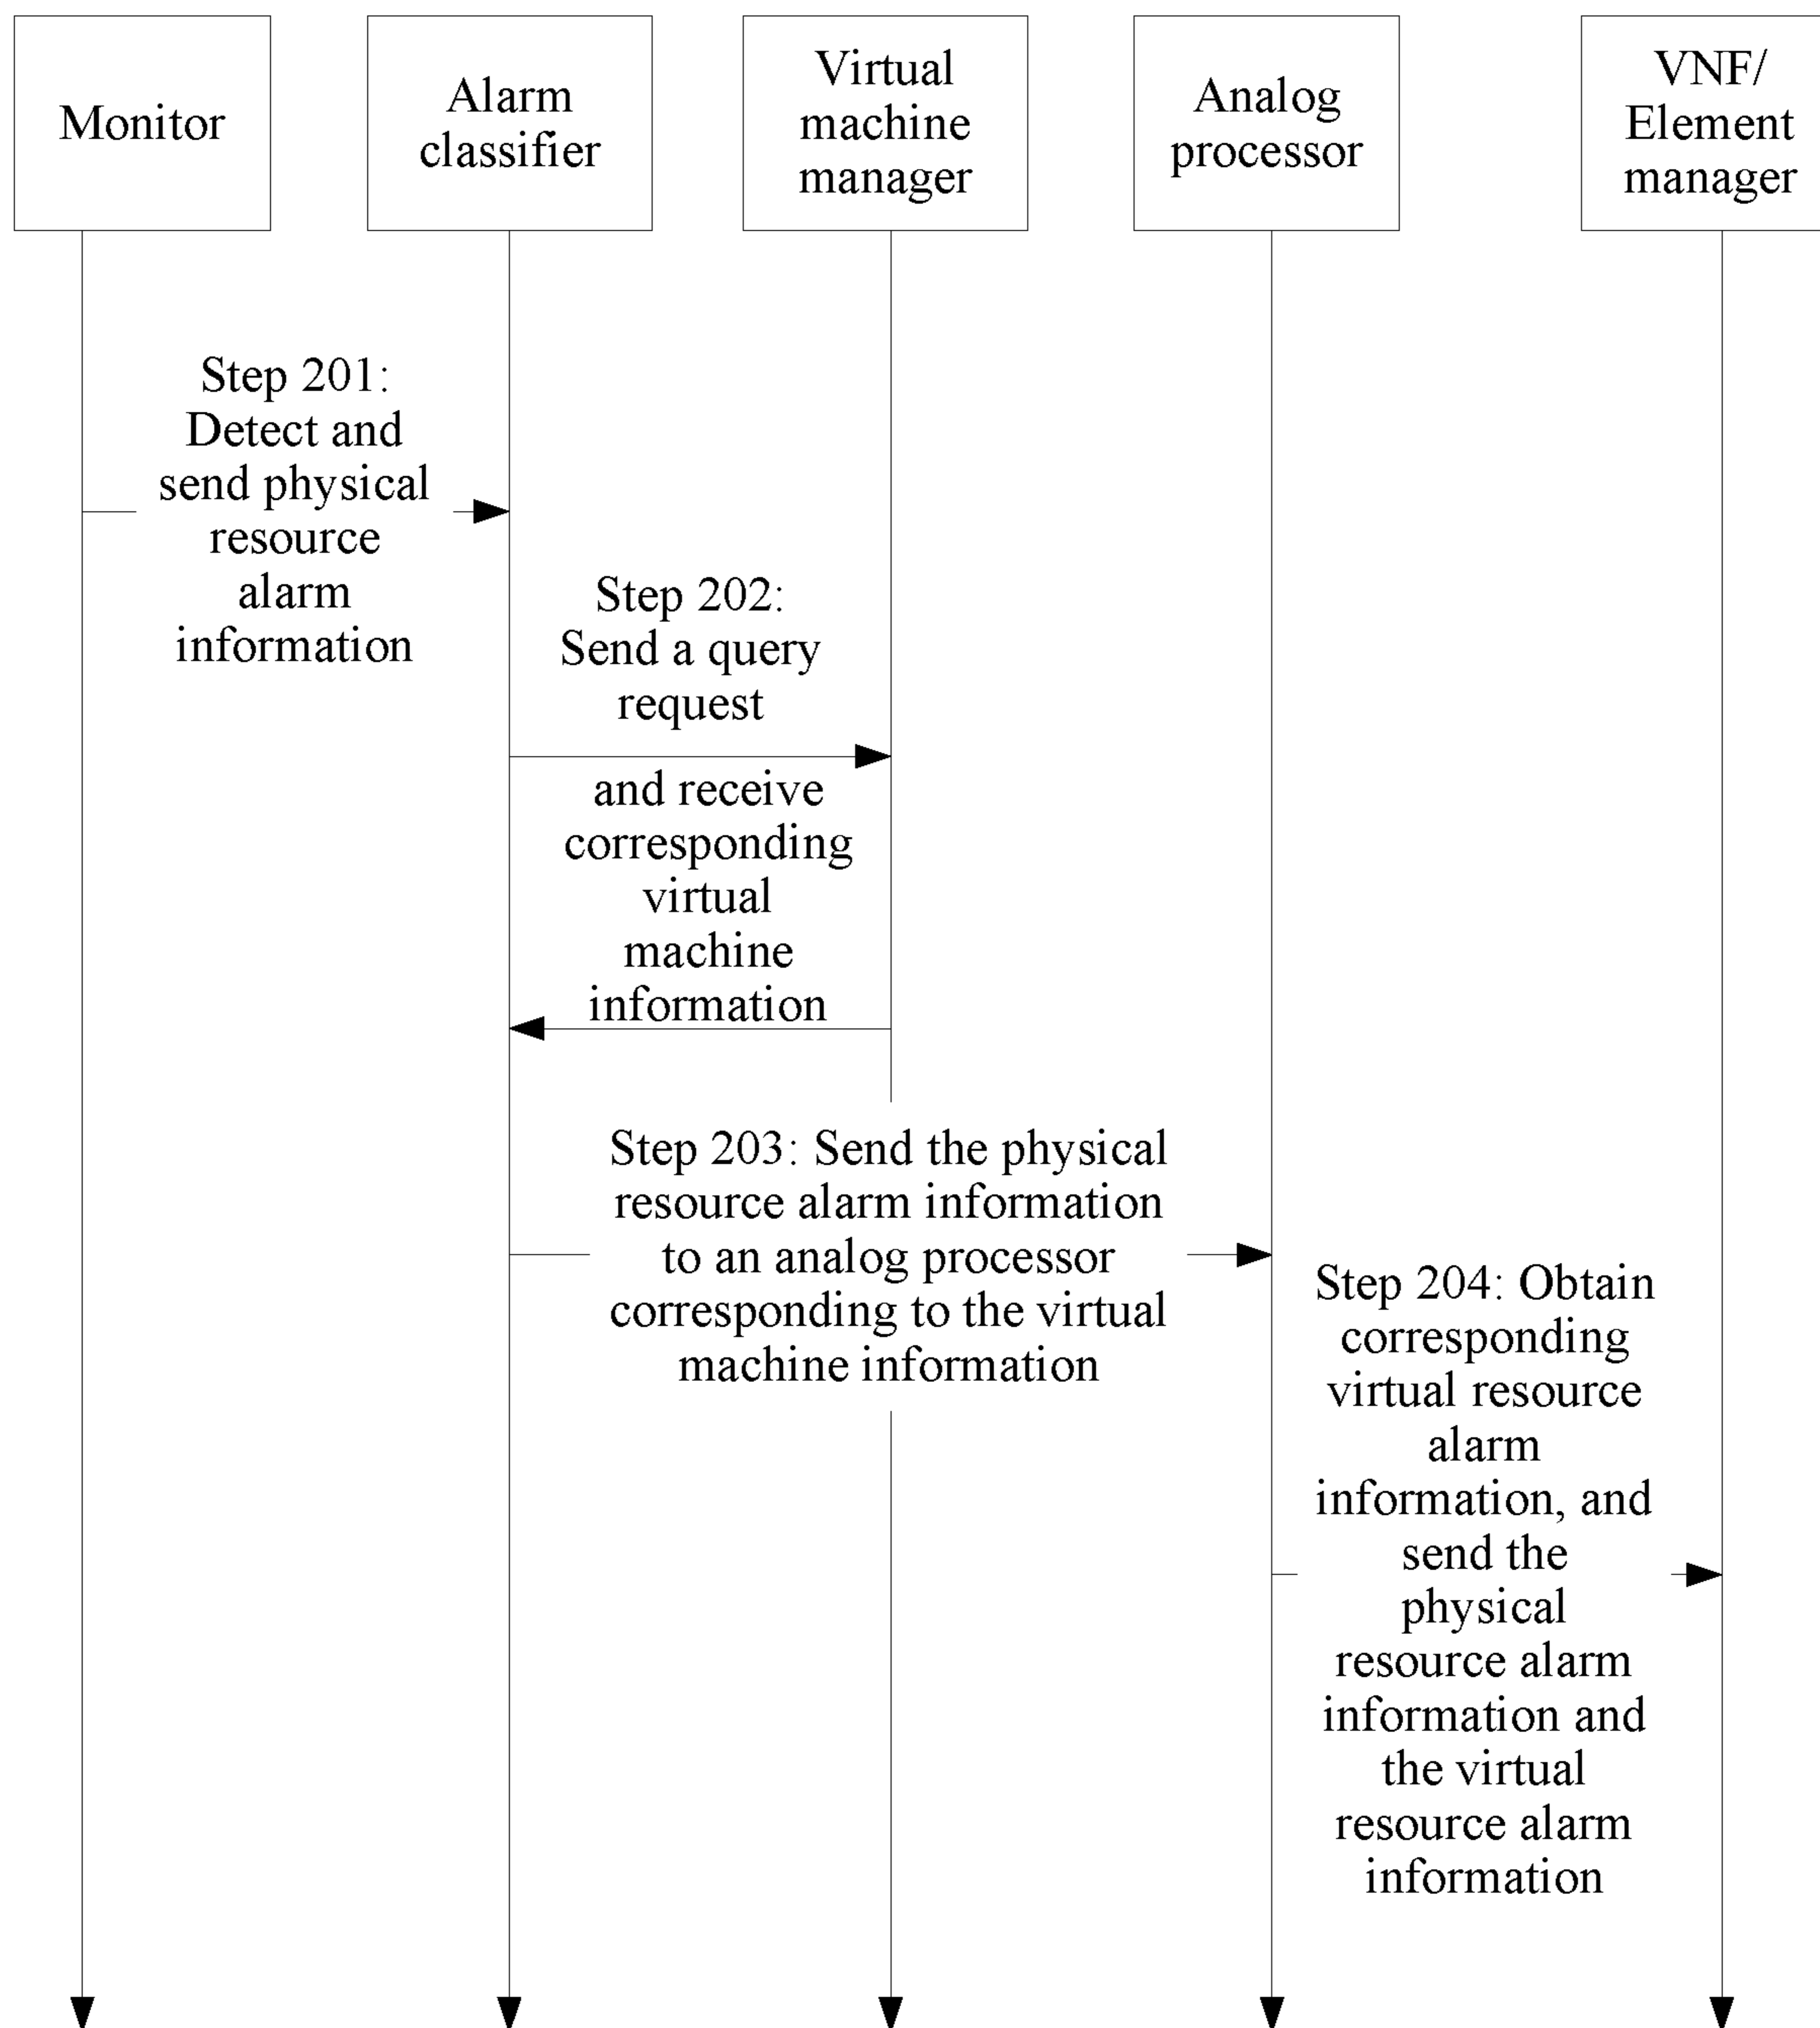 Monitor
Alarm
classifier
Virtual
machine
manager
Analog
processor
VNF/
Element
manager
Step 201:
Detect and
send physical
resource
alarm
information
Step 202:
Send a query
request
and receive
corresponding
virtual
machine
information
Step 203: Send the physical
resource alarm information
to an analog processor
corresponding to the virtual
machine information
Step 204: Obtain
corresponding
virtual resource
alarm
information, and
send the
physical
resource alarm
information and
the virtual
resource alarm
information